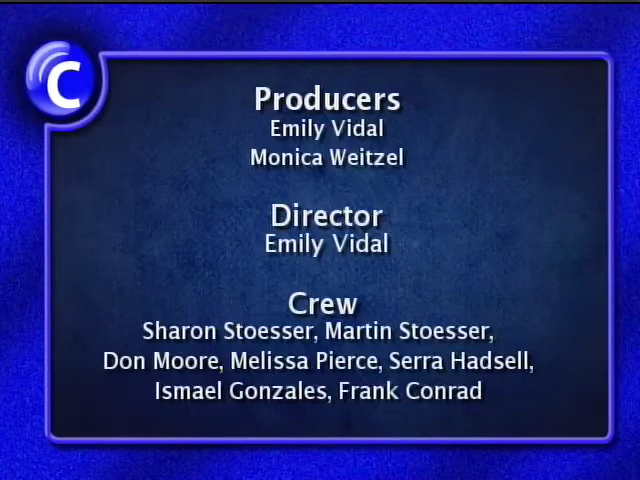 C
Producers
Emily Vidal
Monica Weitzel
Director
Emily Vidal
Crew
Sharon Stoesser, Martin Stoesser,
Don Moore, Melissa Pierce, Serra Hadsell,
Ismael Gonzales, Frank Conrad